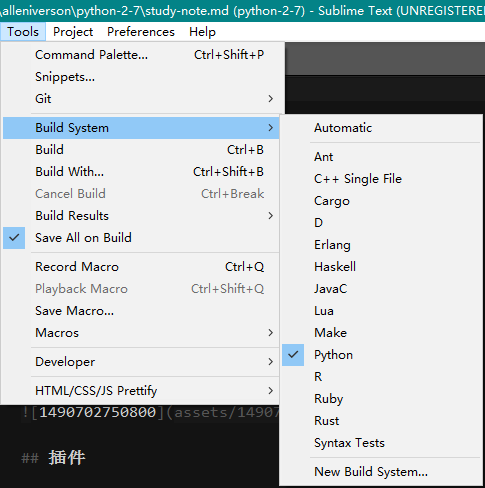 \alleniverson\python-2-7\study-note.md (python-2-7) - Sublime Text (UNREGISTERE
Tools Project Preferences Help
Command Palette... Ctrl+Shift+P
Snippets...
Git
Build System
Build Ctrl+B
Build With... Ctrl+Shift+B
Cancel Build Ctrl+Break
Build Results
Save All on Build
Record Macro Ctrl+Q
Playback Macro Ctrl+Shift+Q
Save Macro...
Macros
Developer
HTML/CSS/JS Prettify
Automatic
Ant
C++ Single File
Cargo
D
Erlang
Haskell
JavaC
Lua
Make
Python
R
Ruby
Rust
Syntax Tests
New Build System...
![1490702750800](assets/14907
## 插件